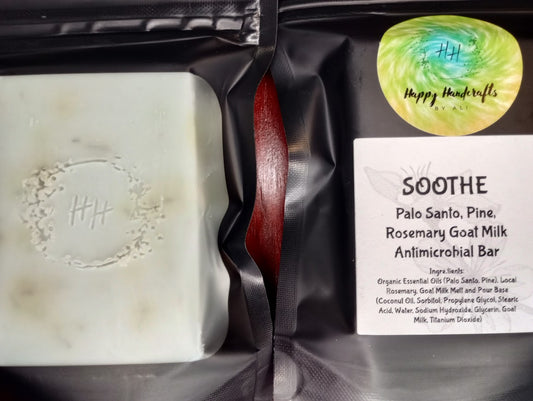 HH
HH
Happy Handcrafts
BY ALI
SOOTHE
Palo Santo, Pine,
Rosemary Goat Milk
Antimicrobial Bar
Ingredients:
Organic Essential Oils (Palo Santo, Pine), Local
Rosemary, Goat Milk Melt and Pour Base
(Coconut Oil, Sorbitol, Propylene Glycol, Stearic
Acid, Water, Sodium Hydroxide, Glycerin, Goat
Milk, Titanium Dioxide)